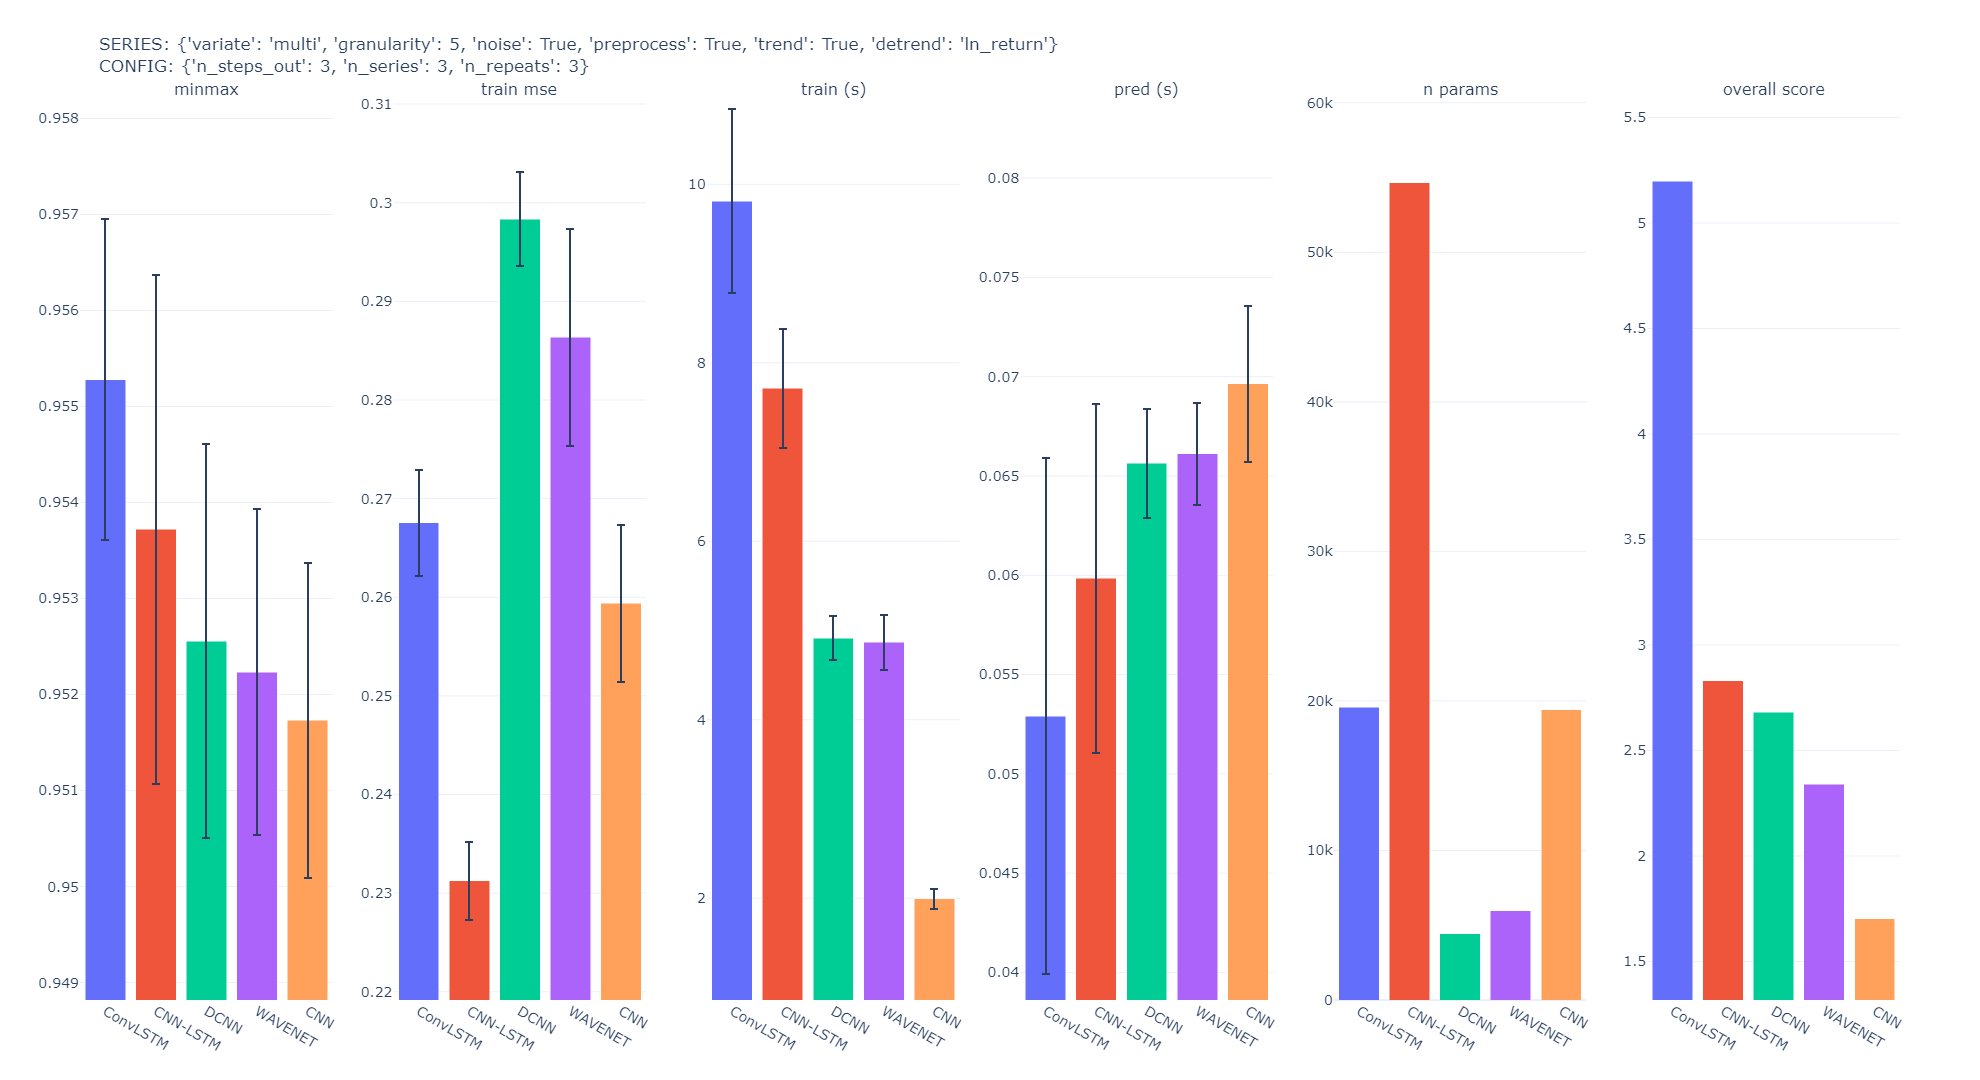 SERIES: {'variate': 'multi', 'granularity': 5, 'noise': True, 'preprocess': True, 'trend': True, 'detrend': 'ln_return'}
CONFIG: {'n_steps_out': 3, 'n_series': 3, 'n_repeats': 3}
minmax
0.958
0.957
0.956
0.955
0.954
0.953
0.952
0.951
0.95
0.949
ConvLSTM
CNN-LSTM
DCNN
WAVENET
CNN
train mse
0.31
0.3
0.29
0.28
0.27
0.26
0.25
0.24
0.23
0.22
ConvLSTM
CNN-LSTM
DCNN
WAVENET
CNN
train (s)
10
8
6
4
2
ConvLSTM
CNN-LSTM
DCNN
WAVENET
CNN
pred (s)
0.08
0.075
0.07
0.065
0.06
0.055
0.05
0.045
0.04
ConvLSTM
CNN-LSTM
DCNN
WAVENET
CNN
n params
60k
50k
40k
30k
20k
10k
0
ConvLSTM
CNN-LSTM
DCNN
WAVENET
CNN
overall score
5.5
5
4.5
4
3.5
3
2.5
2
1.5
ConvLSTM
CNN-LSTM
DCNN
WAVENET
CNN